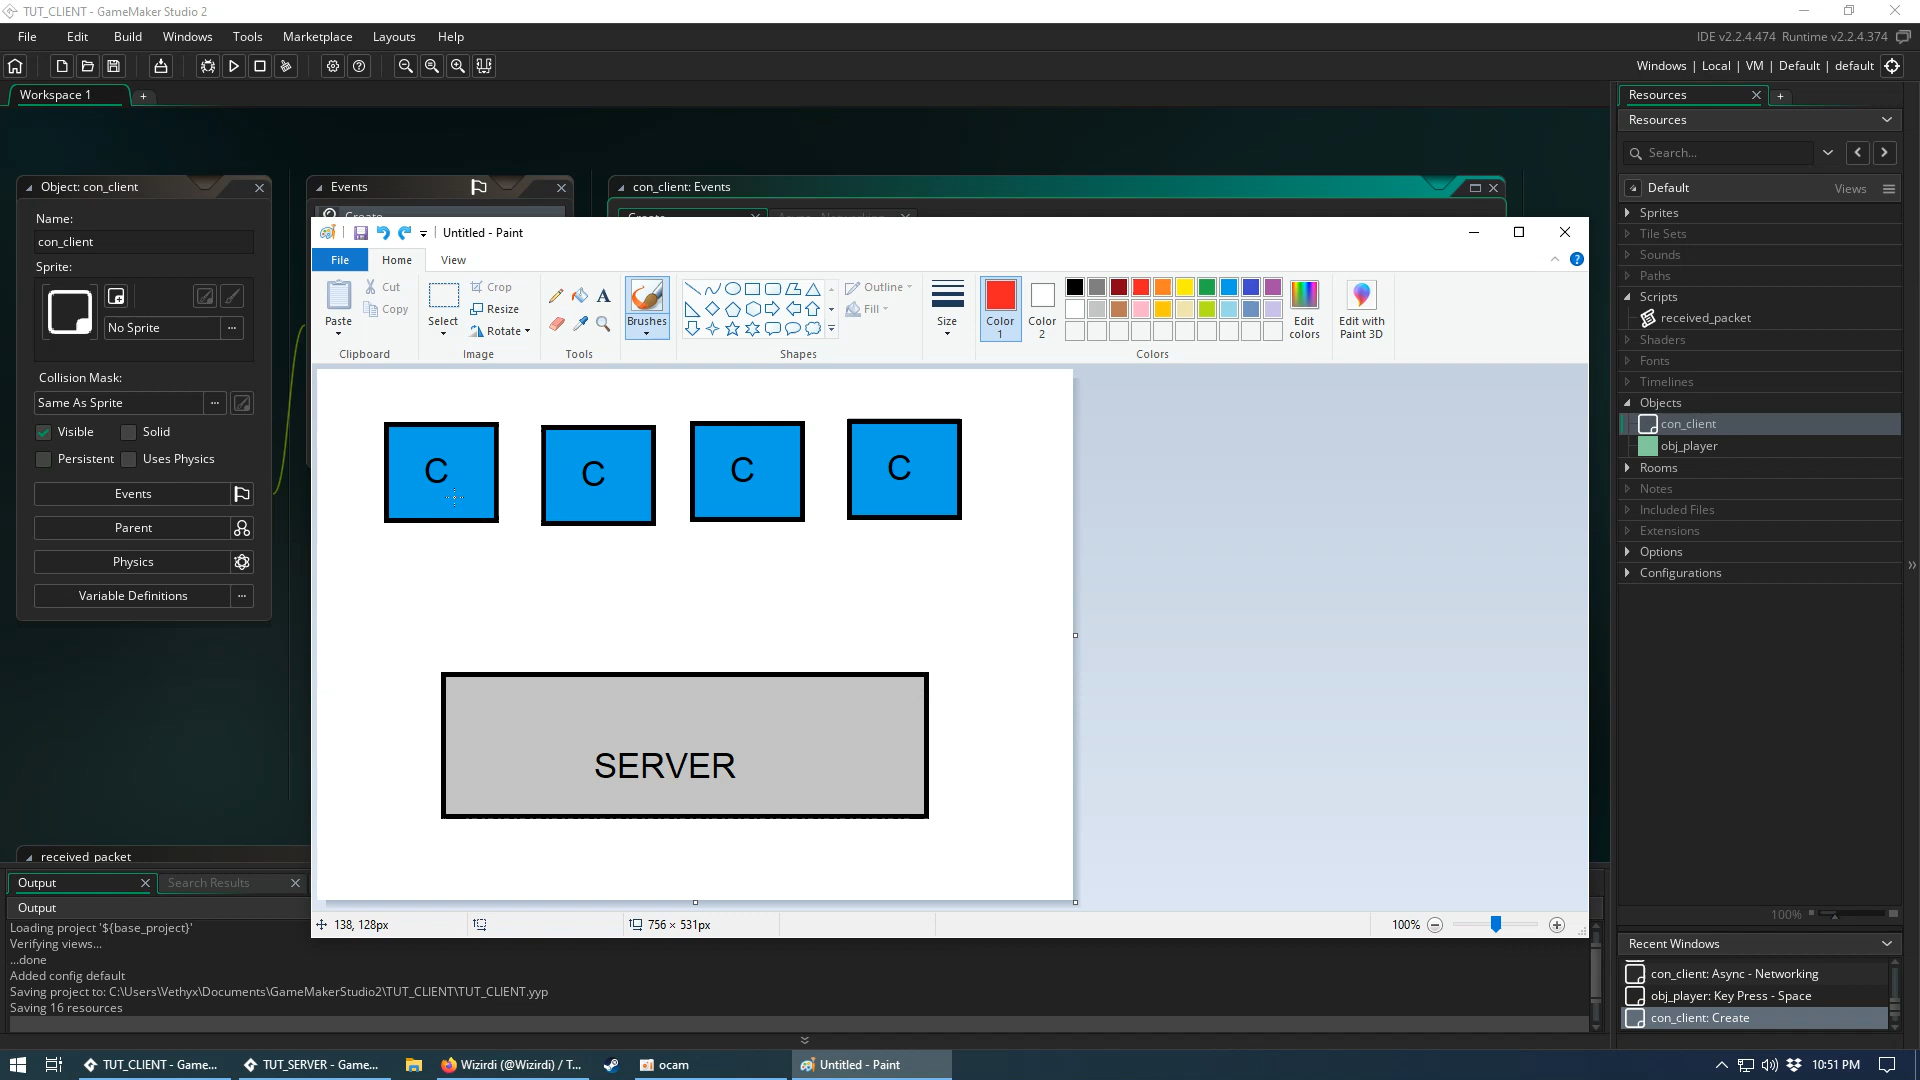 TUT_CLIENT - GameMaker Studio 2
File Edit Build Windows Tools Marketplace Layouts Help
IDE v2.2.4.474 Runtime v2.2.4.374
Windows | Local | VM | Default | default
Workspace 1 +
Resources +
Resources
Search...
Default Views
Sprites
Tile Sets
Sounds
Paths
Scripts
received_packet
Shaders
Fonts
Timelines
Objects
con_client
obj_player
Rooms
Notes
Included Files
Extensions
Options
Configurations
100%
Recent Windows
con_client: Async - Networking
obj_player: Key Press - Space
con_client: Create
Object: con_client
Name:
con_client
Sprite:
No Sprite
Collision Mask:
Same As Sprite
Visible Solid
Persistent Uses Physics
Events
Parent
Physics
Variable Definitions
Events
Create
con_client: Events
Untitled - Paint
File Home View
Paste
Cut
Copy
Clipboard
Select
Crop
Resize
Rotate
Image
A
Tools
Brushes
Outline
Fill
Shapes
Size
Color 1
Color 2
Edit colors
Colors
Edit with Paint 3D
C C C C
SERVER
138, 128px
756 × 531px
100%
received_packet
Output
Search Results
Output
Loading project '${base_project}'
Verifying views...
...done
Added config default
Saving project to: C:\Users\Vethyx\Documents\GameMakerStudio2\TUT_CLIENT\TUT_CLIENT.yyp
Saving 16 resources
TUT_CLIENT - Game...
TUT_SERVER - Game...
Wizirdi (@Wizirdi) / T...
ocam
Untitled - Paint
10:51 PM